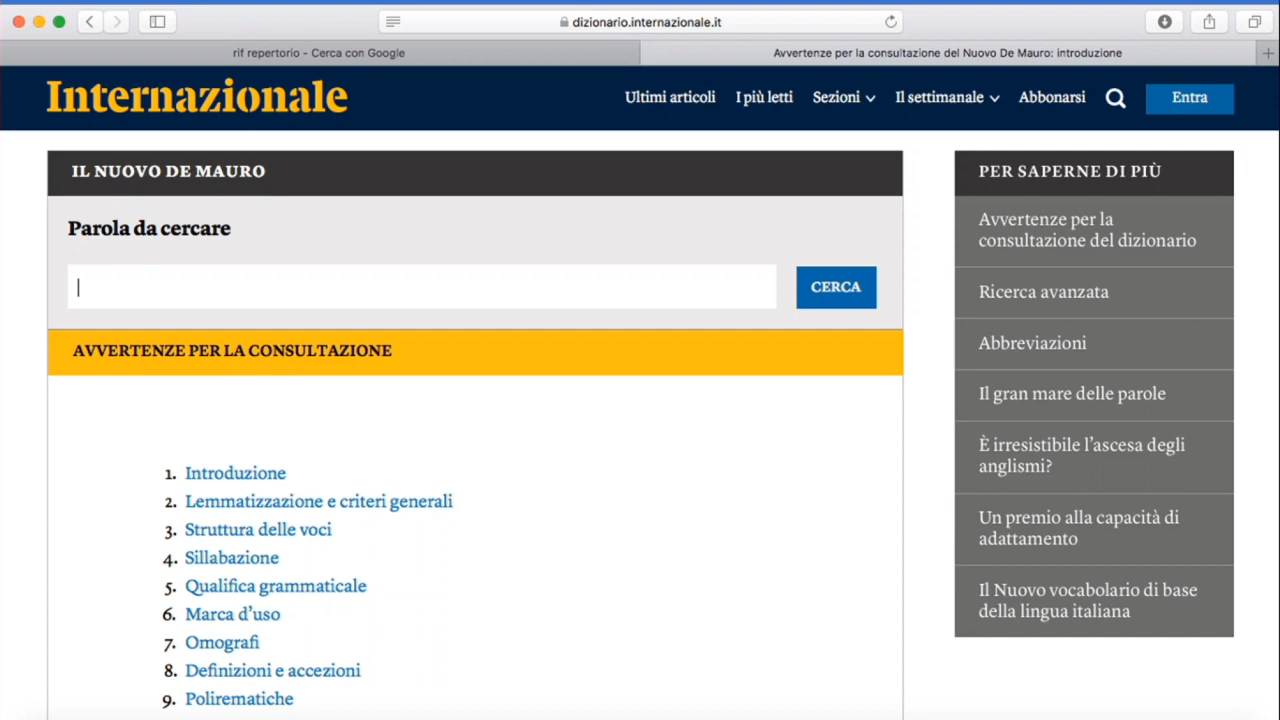 dizionario.internazionale.it
rif repertorio - Cerca con Google
Avvertenze per la consultazione del Nuovo De Mauro: introduzione
Internazionale
Ultimi articoli
I più letti
Sezioni
Il settimanale
Abbonarsi
Entra
IL NUOVO DE MAURO
Parola da cercare
CERCA
AVVERTENZE PER LA CONSULTAZIONE
1. Introduzione
2. Lemmatizzazione e criteri generali
3. Struttura delle voci
4. Sillabazione
5. Qualifica grammaticale
6. Marca d'uso
7. Omografi
8. Definizioni e accezioni
9. Polirematiche
PER SAPERNE DI PIÙ
Avvertenze per la
consultazione del dizionario
Ricerca avanzata
Abbreviazioni
Il gran mare delle parole
È irresistibile l'ascesa degli
anglismi?
Un premio alla capacità di
adattamento
Il Nuovo vocabolario di base
della lingua italiana